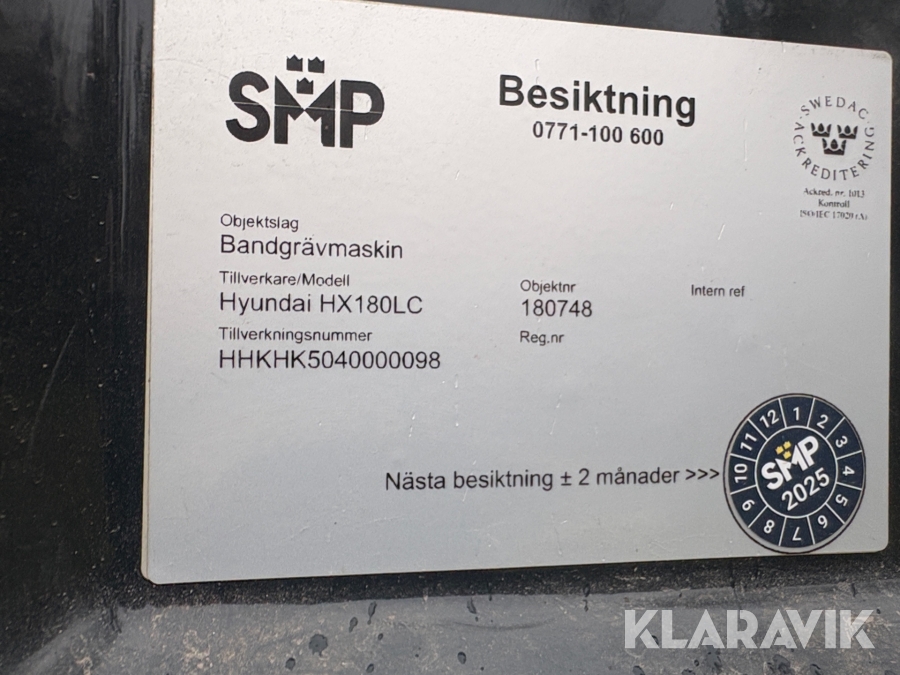 SMP
Besiktning
0771-100 600
SWEDAC ACKREDITERING
Ackred. nr. 1013
Kontroll
ISO/IEC 17020 (A)
Objektslag
Bandgrävmaskin
Tillverkare/Modell
Hyundai HX180LC
Objektnr
180748
Intern ref
Tillverkningsnummer
HHKHK5040000098
Reg.nr
Nästa besiktning ± 2 månader >>>
1 2 3 4 5 6 7 8 9 10 11 12
SMP
2025
KLARAVIK